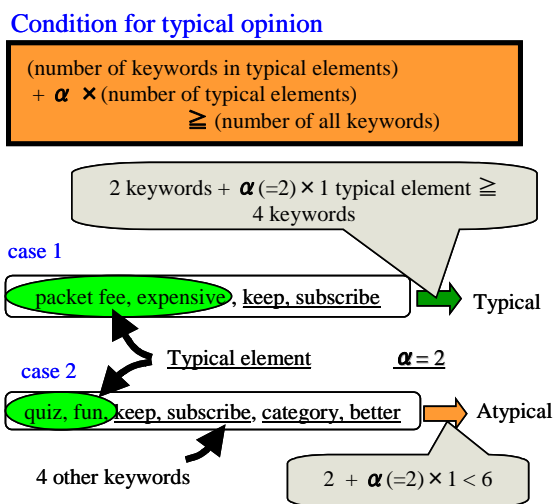 Condition for typical opinion
(number of keywords in typical elements)
+ α ×(number of typical elements)
≧ (number of all keywords)
2 keywords + α (=2) × 1 typical element ≧
4 keywords
case 1
packet fee, expensive, keep, subscribe
Typical
Typical element
α = 2
case 2
quiz, fun, keep, subscribe, category, better
Atypical
4 other keywords
2 + α (=2) × 1 < 6